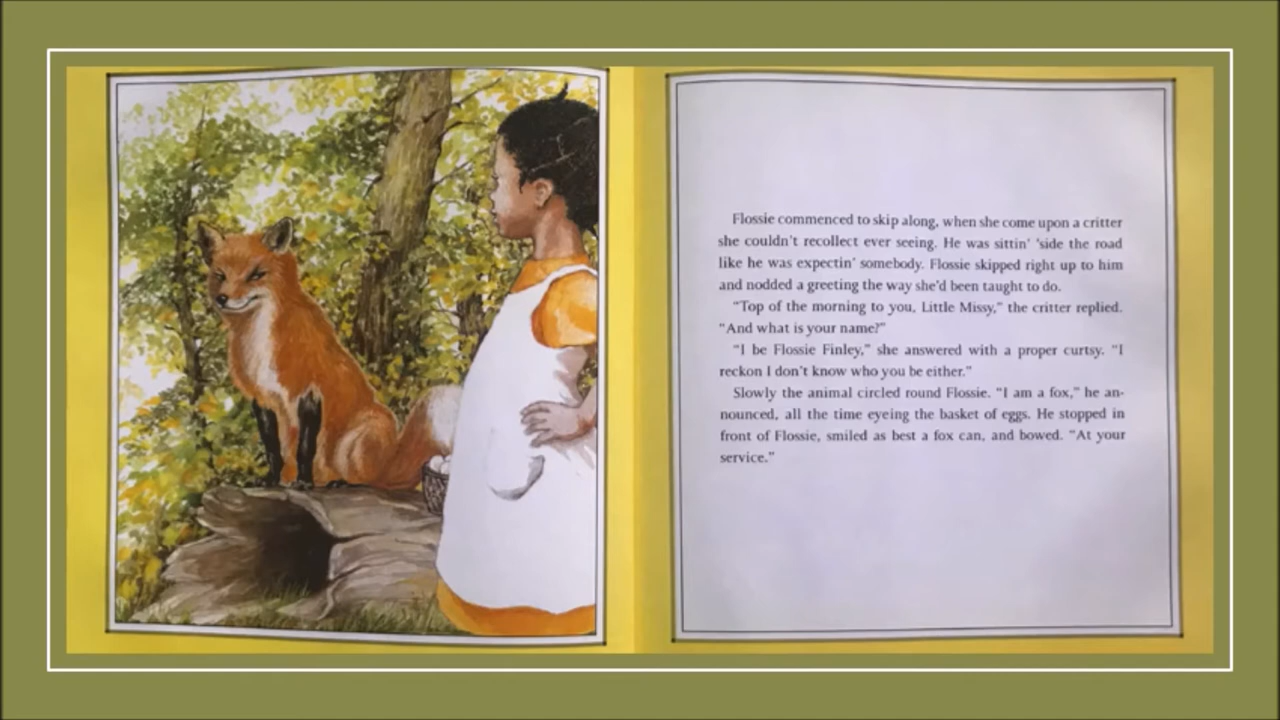 Flossie commenced to skip along, when she come upon a critter
she couldn't recollect ever seeing. He was sittin' 'side the road
like he was expectin' somebody. Flossie skipped right up to him
and nodded a greeting the way she'd been taught to do.
"Top of the morning to you, Little Missy," the critter replied.
"And what is your name?"
"I be Flossie Finley," she answered with a proper curtsy. "I
reckon I don't know who you be either."
Slowly the animal circled round Flossie. "I am a fox," he an-
nounced, all the time eyeing the basket of eggs. He stopped in
front of Flossie, smiled as best a fox can, and bowed. "At your
service."